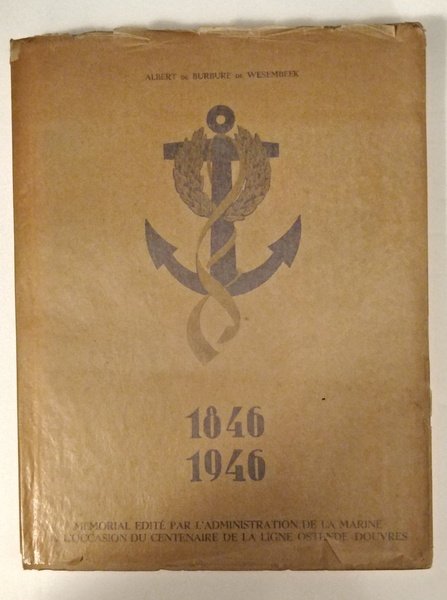 ALBERT DE BURBURE DE WESEMBEEK
1846
1946
MEMORIAL EDITÉ PAR L'ADMINISTRATION DE LA MARINE
L'OCCASION DU CENTENAIRE DE LA LIGNE OSTENDE-DOUVRES